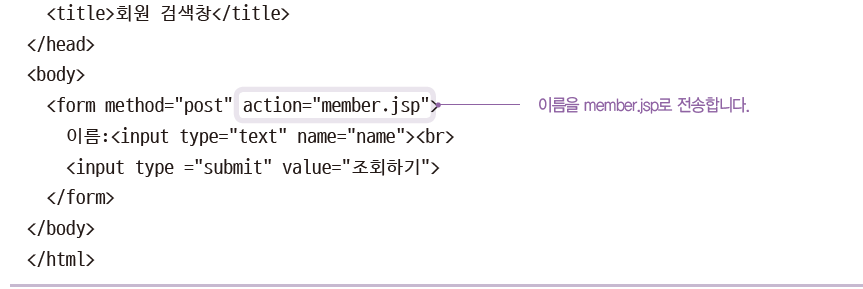 <title>회원 검색창</title>
</head>
<body>
<form method="post" action="member.jsp"> 이름을 member.jsp로 전송합니다.
이름:<input type="text" name="name"><br>
<input type ="submit" value="조회하기">
</form>
</body>
</html>